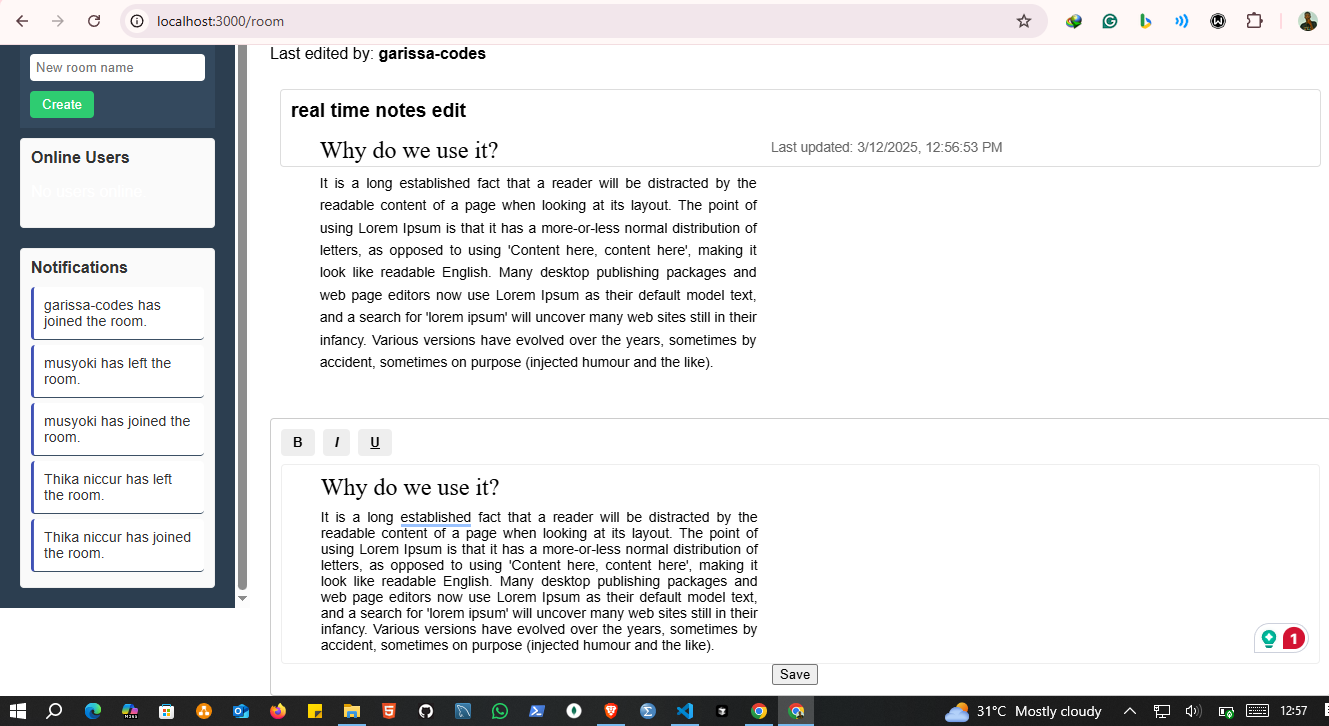 localhost:3000/room
New room name
Create
Online Users
No users online
Notifications
garissa-codes has
joined the room.
musyoki has left the
room.
musyoki has joined the
room.
Thika niccur has left
the room.
Thika niccur has joined
the room.
Last edited by: garissa-codes
real time notes edit
Why do we use it?
Last updated: 3/12/2025, 12:56:53 PM
It is a long established fact that a reader will be distracted by the
readable content of a page when looking at its layout. The point of
using Lorem Ipsum is that it has a more-or-less normal distribution of
letters, as opposed to using 'Content here, content here', making it
look like readable English. Many desktop publishing packages and
web page editors now use Lorem Ipsum as their default model text,
and a search for 'lorem ipsum' will uncover many web sites still in their
infancy. Various versions have evolved over the years, sometimes by
accident, sometimes on purpose (injected humour and the like).
B I U
Why do we use it?
It is a long established fact that a reader will be distracted by the
readable content of a page when looking at its layout. The point of
using Lorem Ipsum is that it has a more-or-less normal distribution of
letters, as opposed to using 'Content here, content here', making it
look like readable English. Many desktop publishing packages and
web page editors now use Lorem Ipsum as their default model text,
and a search for 'lorem ipsum' will uncover many web sites still in their
infancy. Various versions have evolved over the years, sometimes by
accident, sometimes on purpose (injected humour and the like).
1
Save
31°C Mostly cloudy
12:57